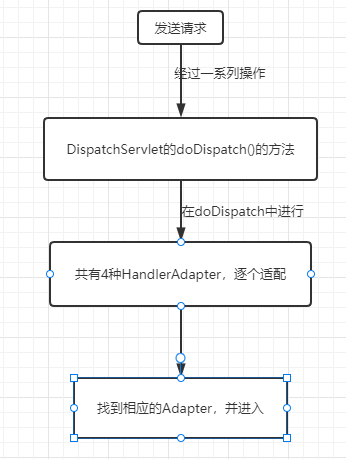 发送请求
经过一系列操作
DispatchServlet的doDispatch()的方法
在doDispatch中进行
共有4种HandlerAdapter，逐个适配
找到相应的Adapter，并进入